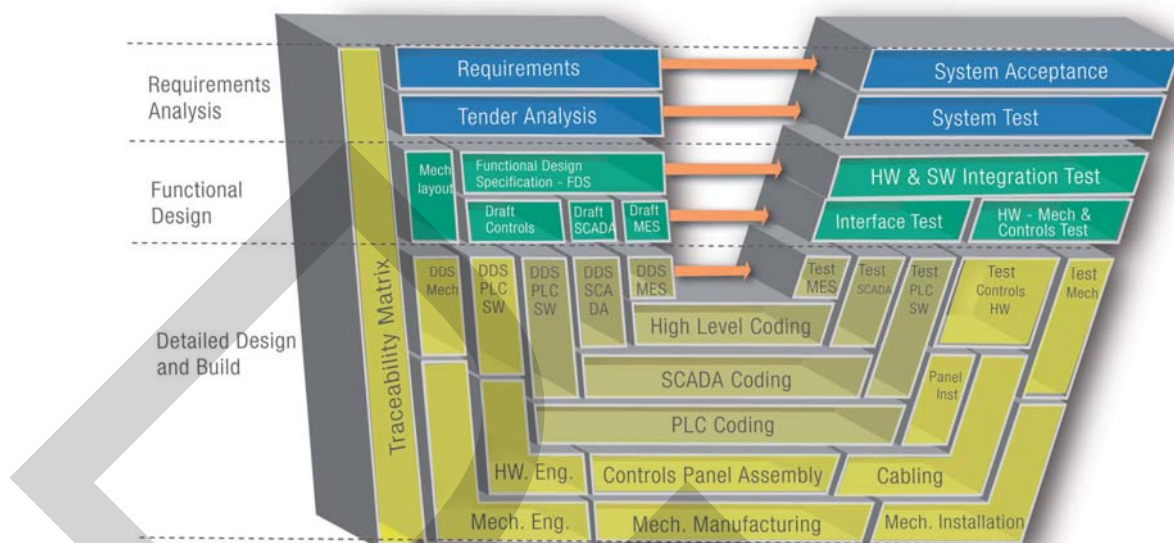 Requirements
Analysis
Functional
Design
Detailed Design
and Build
Traceability Matrix
Requirements
System Acceptance
Tender Analysis
System Test
Mech
layout
Functional Design
Specification - FDS
HW & SW Integration Test
Draft
Controls
Draft
SCADA
Draft
MES
Interface Test
HW - Mech &
Controls Test
DDS
Mech
DDS
PLC
SW
DDS
PLC
SW
DDS
SCA
DA
DDS
MES
Test
MES
Test
SCADA
Test
PLC
SW
Test
Controls
HW
Test
Mech
High Level Coding
SCADA Coding
Panel
Inst
PLC Coding
HW. Eng.
Controls Panel Assembly
Cabling
Mech. Eng.
Mech. Manufacturing
Mech. Installation